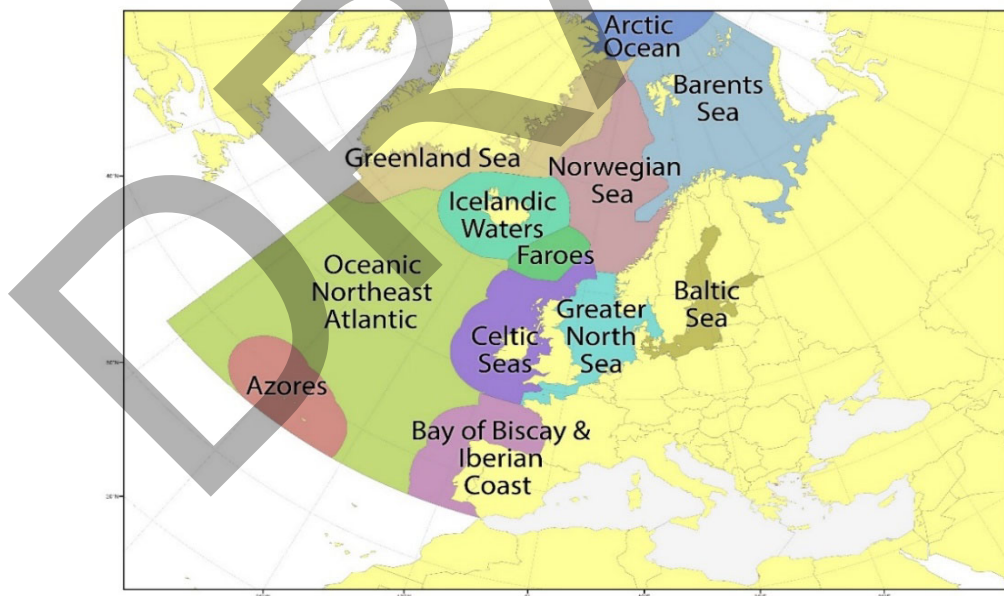 Arctic
Ocean
Barents
Sea
Greenland Sea
Norwegian
Sea
Icelandic
Waters
Faroes
Oceanic
Northeast
Atlantic
Greater
North
Sea
Baltic
Sea
Celtic
Seas
Azores
Bay of Biscay &
Iberian
Coast